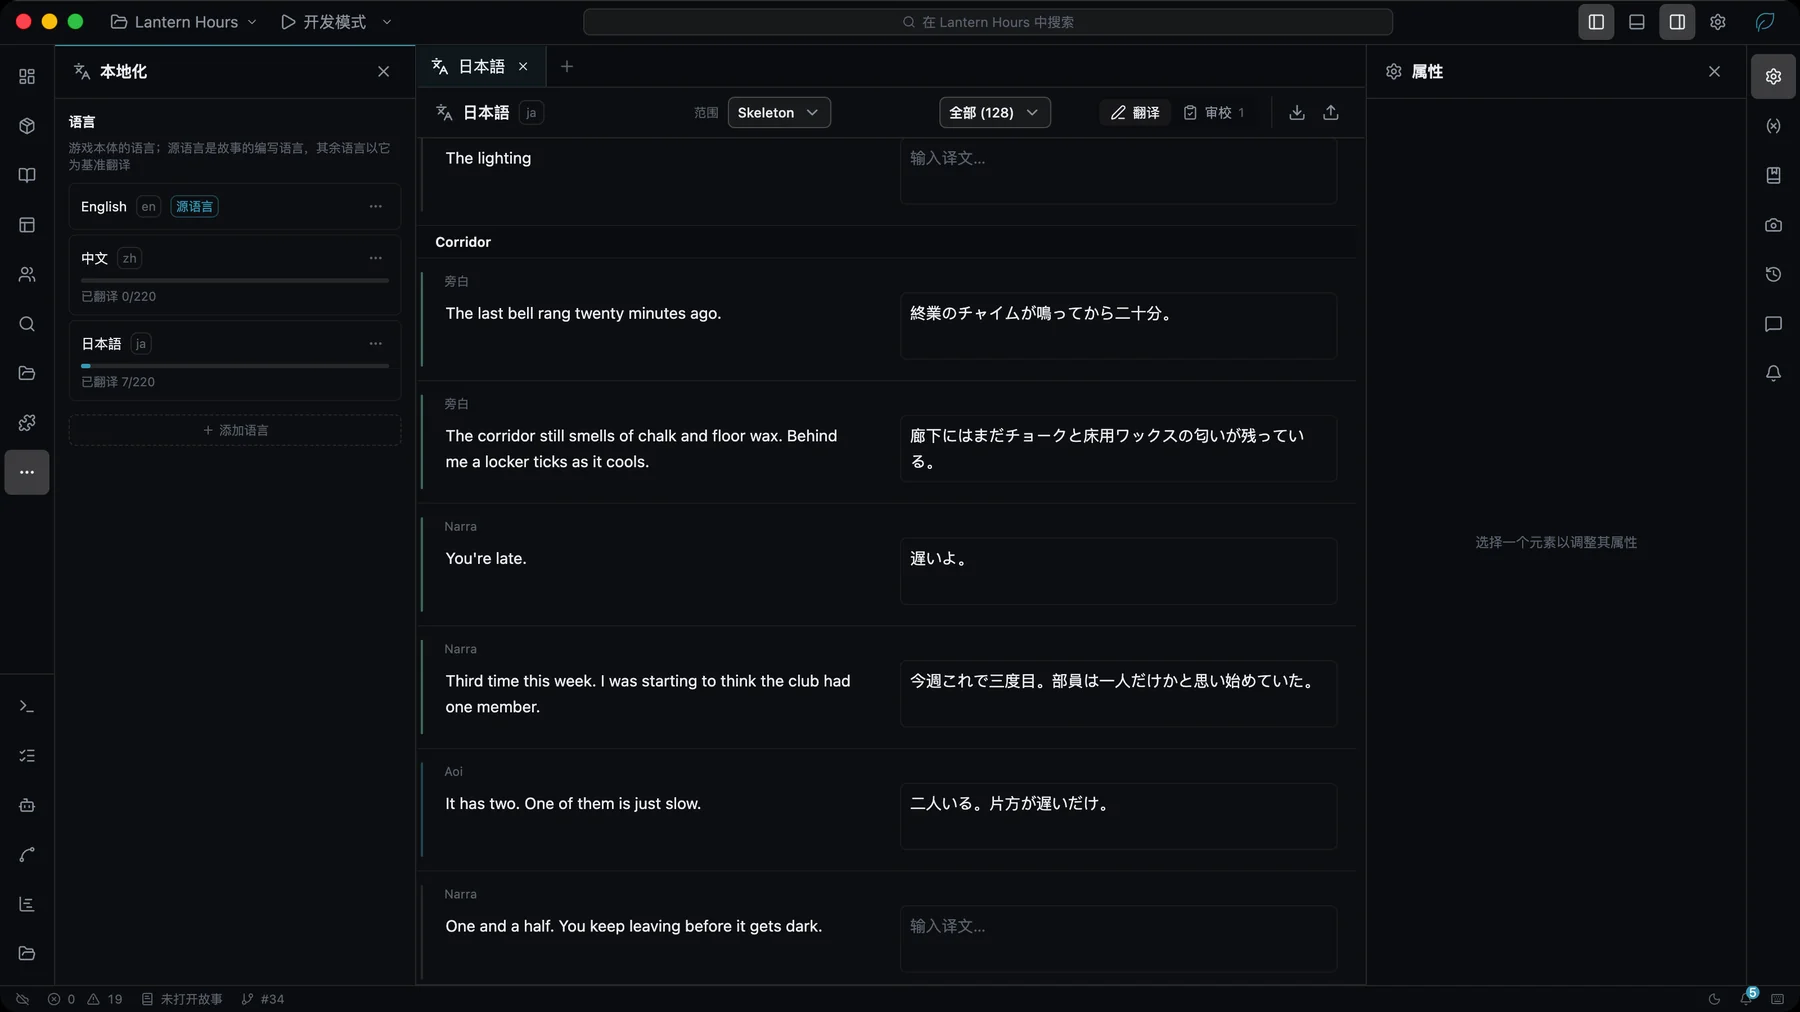 Lantern Hours
开发模式
在 Lantern Hours 中搜索
本地化
语言
游戏本体的语言；源语言是故事的编写语言，其余语言以它
为基准翻译
English en 源语言
中文 zh
已翻译 0/220
日本語 ja
已翻译 7/220
添加语言
日本語
日本語 ja
范围 Skeleton
全部 (128)
翻译
审校 1
The lighting
输入译文...
Corridor
旁白
The last bell rang twenty minutes ago.
終業のチャイムが鳴ってから二十分。
旁白
The corridor still smells of chalk and floor wax. Behind
me a locker ticks as it cools.
廊下にはまだチョークと床用ワックスの匂いが残ってい
る。
Narra
You're late.
遅いよ。
Narra
Third time this week. I was starting to think the club had
one member.
今週これで三度目。部員は一人だけかと思い始めていた。
Aoi
It has two. One of them is just slow.
二人いる。片方が遅いだけ。
Narra
One and a half. You keep leaving before it gets dark.
输入译文...
属性
选择一个元素以调整其属性
0
19
未打开故事
#34
5